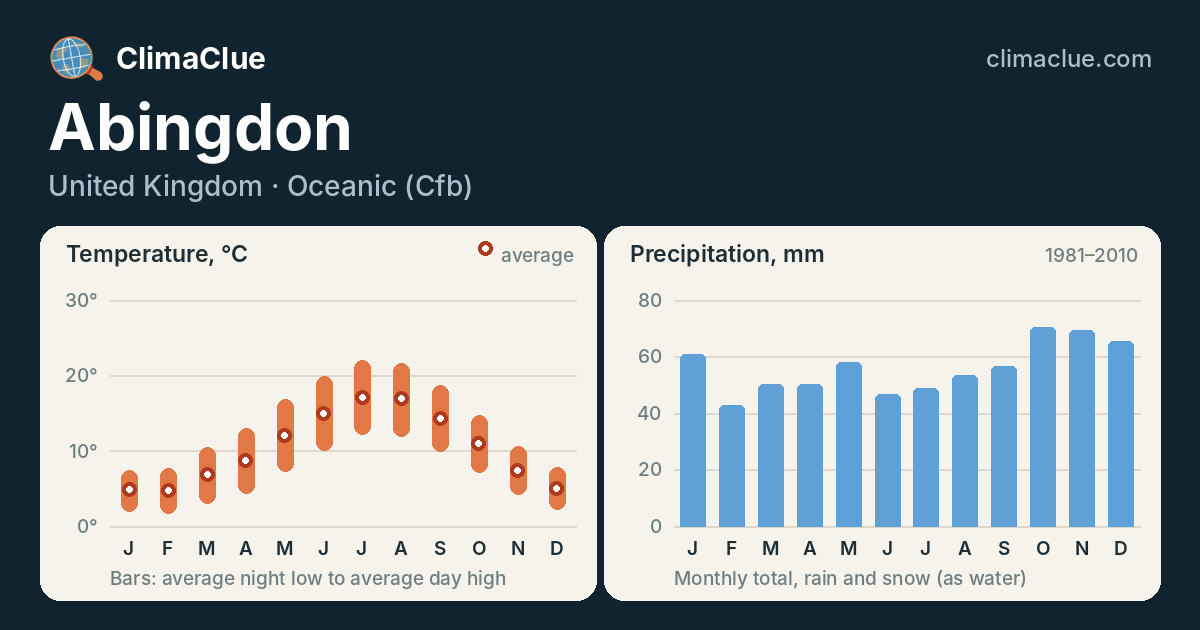 ClimaClue
climaclue.com
Abingdon
United Kingdom · Oceanic (Cfb)
Temperature, °C
average
30°
20°
10°
0°
J F M A M J J A S O N D
Bars: average night low to average day high
Precipitation, mm
1981–2010
80
60
40
20
0
J F M A M J J A S O N D
Monthly total, rain and snow (as water)